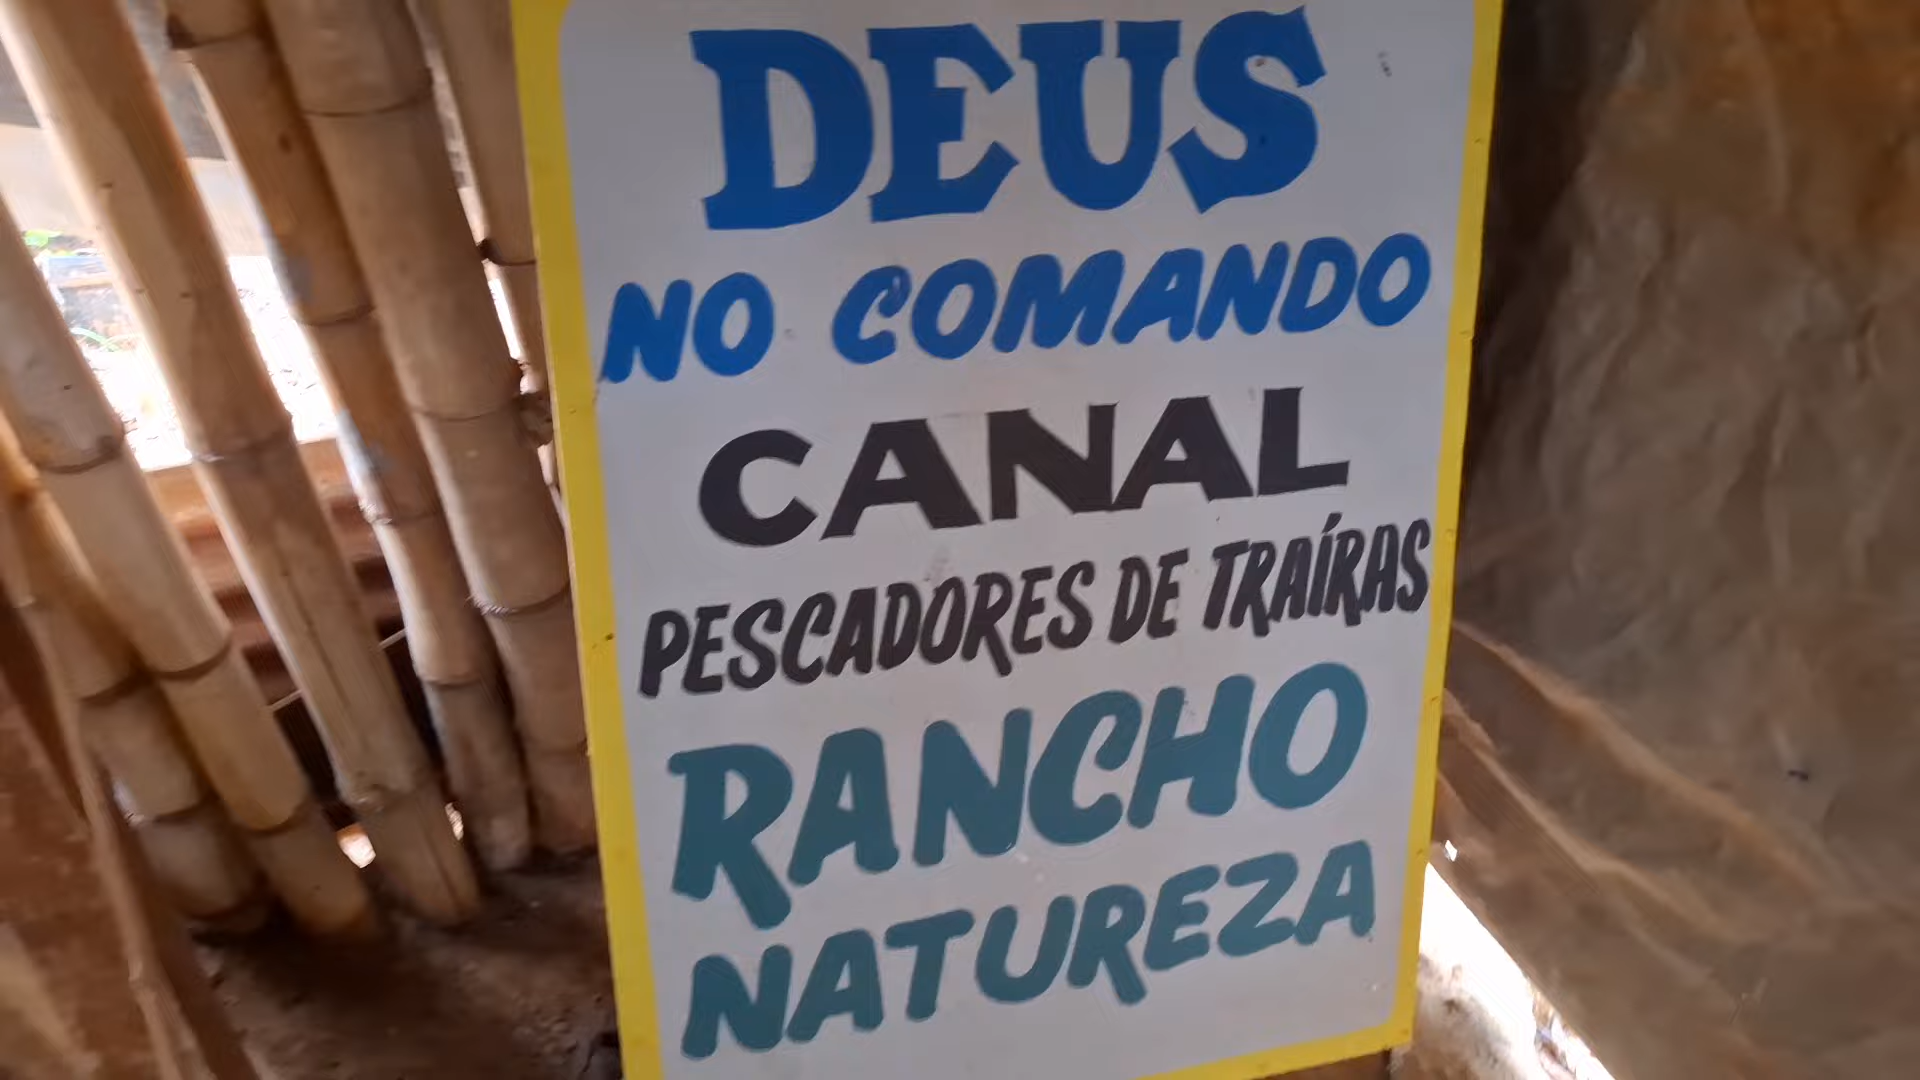 DEUS
NO COMANDO
CANAL
PESCADORES DE TRAÍRAS
RANCHO
NATUREZA